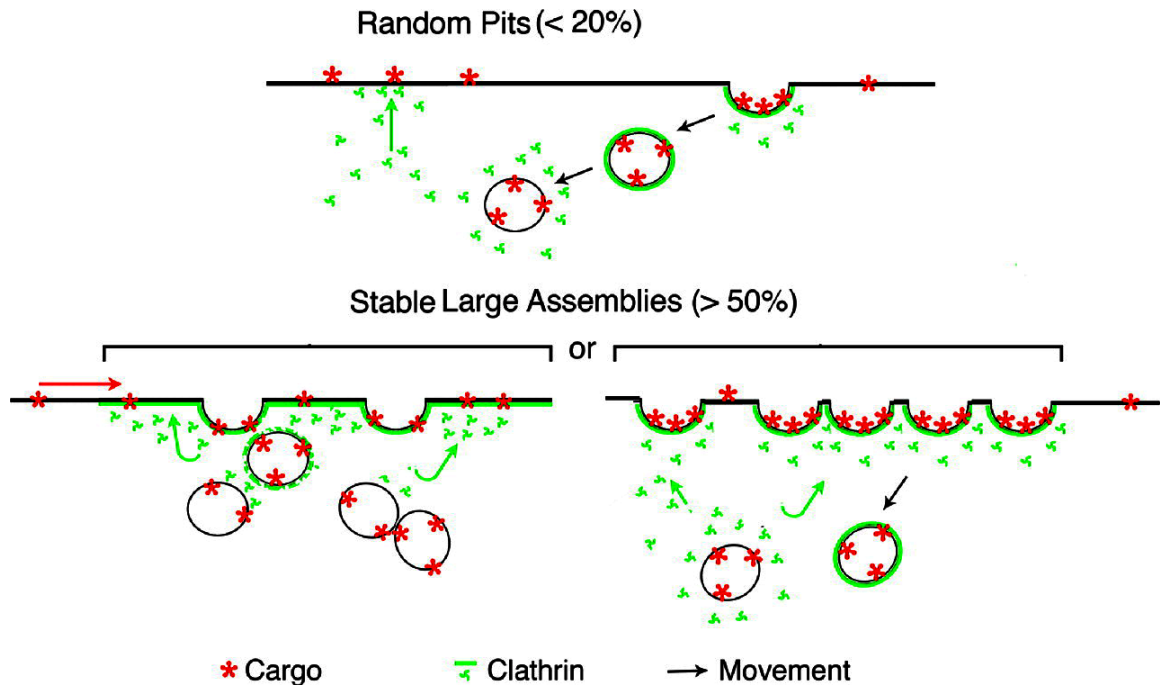 Random Pits (< 20%)
Stable Large Assemblies (> 50%)
or
Cargo Clathrin Movement